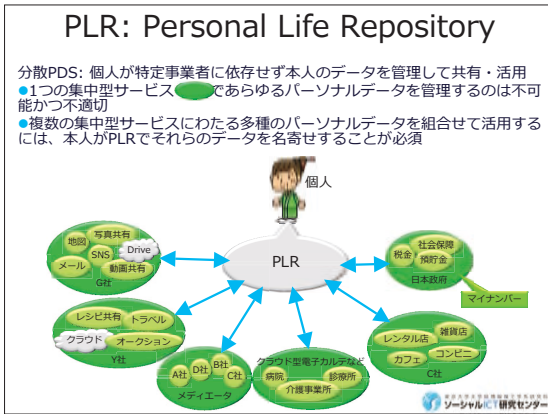 PLR: Personal Life Repository
分散PDS: 個人が特定事業者に依存せず本人のデータを管理して共有・活用
●1つの集中型サービス であらゆるパーソナルデータを管理するのは不可
能かつ不適切
●複数の集中型サービスにわたる多種のパーソナルデータを組合せて活用する
には、本人がPLRでそれらのデータを名寄せすることが必須
個人
PLR
地図
写真共有
SNS
Drive
メール
動画共有
G社
税金
社会保障
預貯金
日本政府
マイナンバー
レシピ共有
トラベル
クラウド
オークション
Y社
A社
D社
B社
C社
メディエータ
クラウド型電子カルテなど
病院
診療所
介護事業所
レンタル店
雑貨店
カフェ
コンビニ
C社
ソーシャルICT研究センター